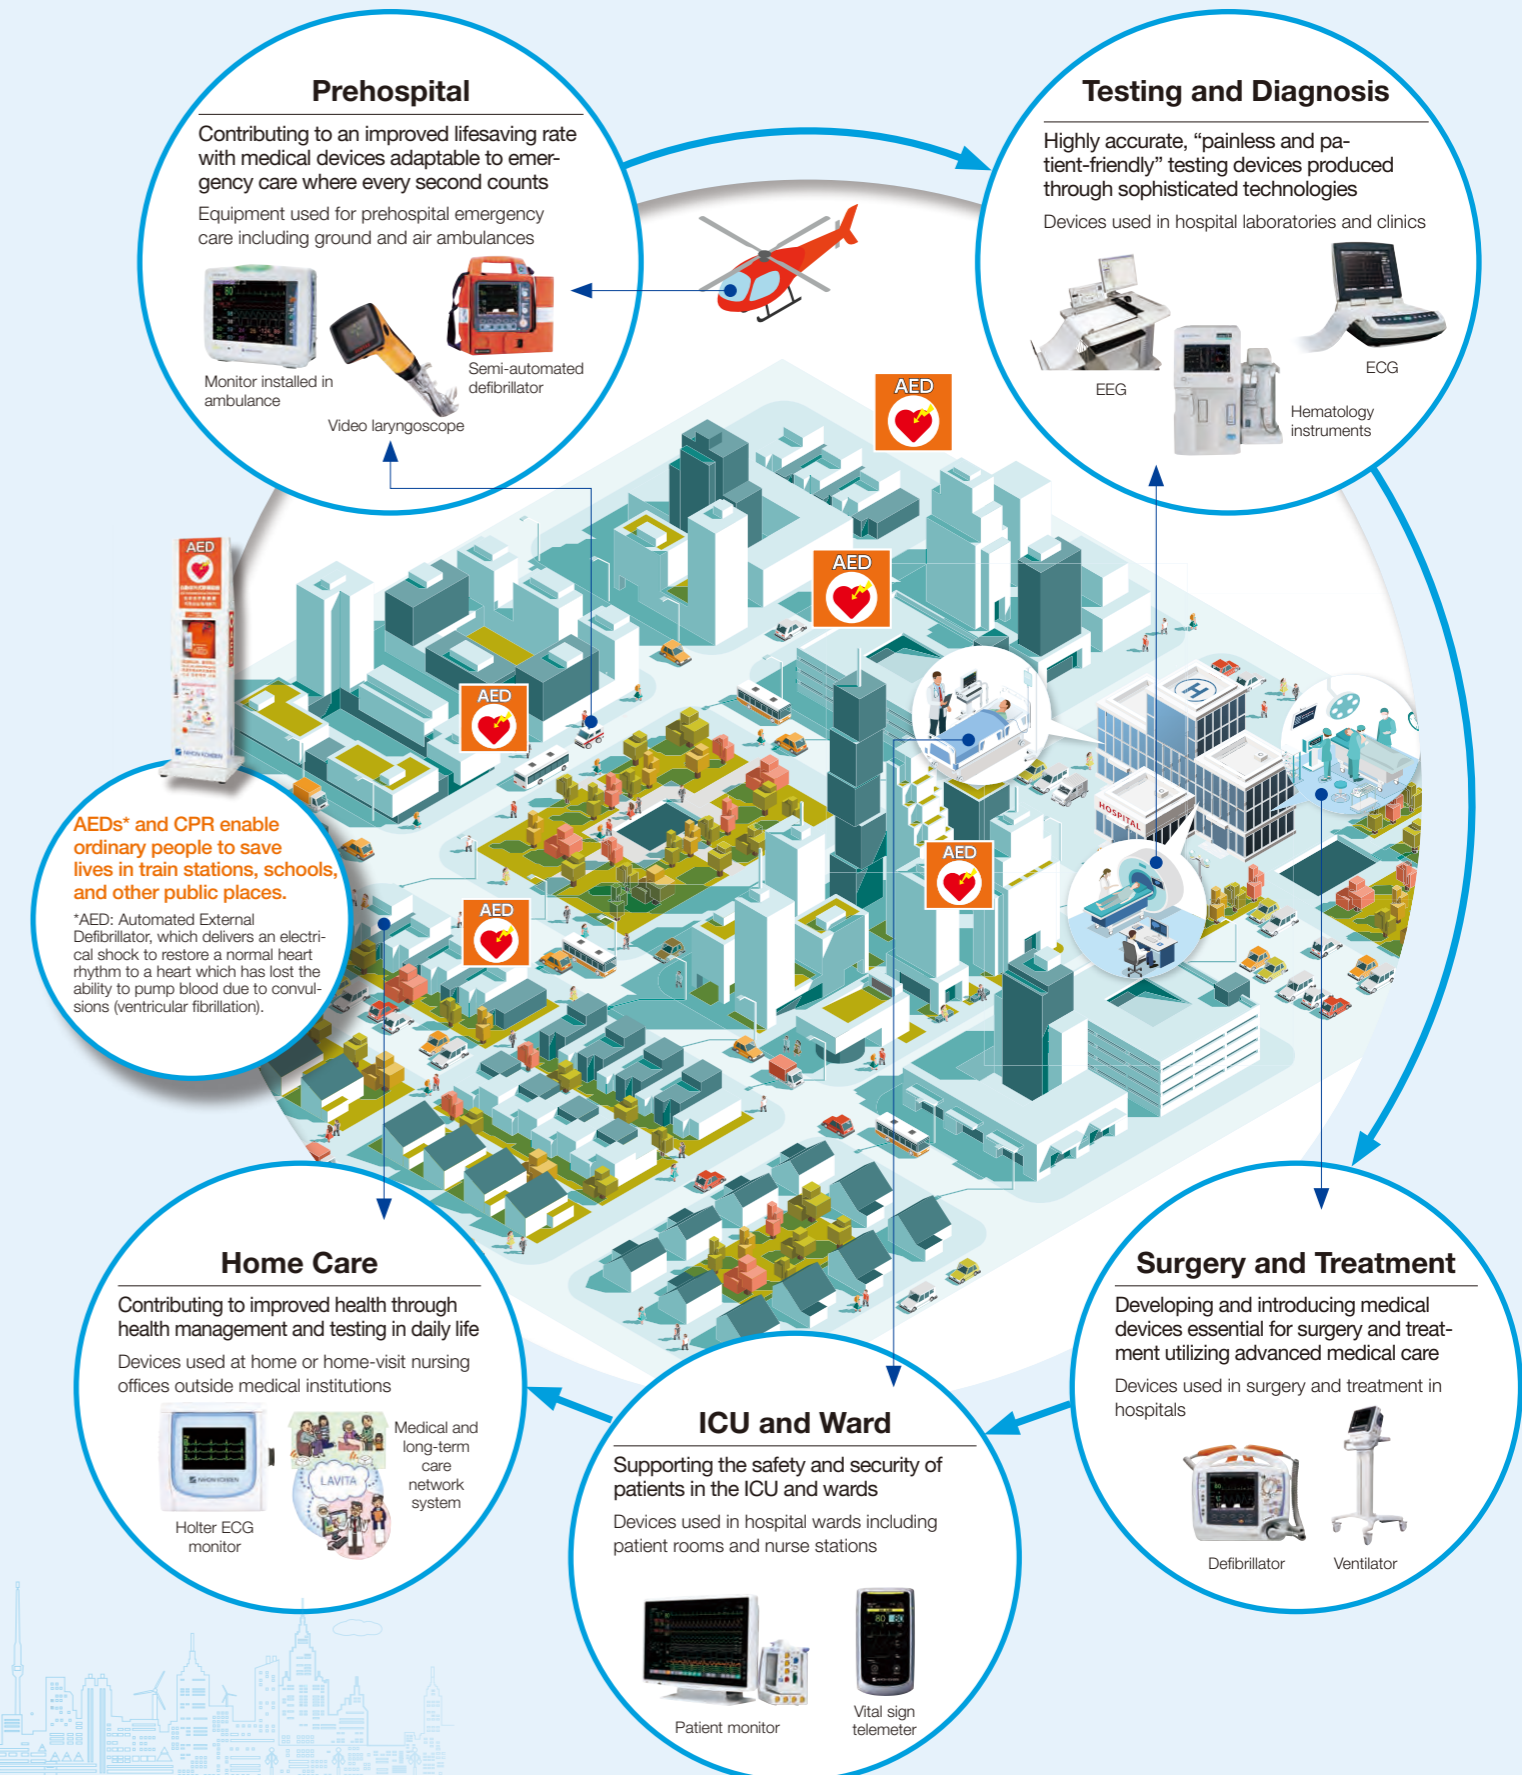 Prehospital
Contributing to an improved lifesaving rate
with medical devices adaptable to emer-
gency care where every second counts
Equipment used for prehospital emergency
care including ground and air ambulances
Monitor installed in
ambulance
Video laryngoscope
Semi-automated
defibrillator
Testing and Diagnosis
Highly accurate, “painless and pa-
tient-friendly” testing devices produced
through sophisticated technologies
Devices used in hospital laboratories and clinics
EEG
Hematology
instruments
ECG
AED
AED
AED
AED
AED
AED
HOSPITAL
H
NIHON KOHDEN
AEDs* and CPR enable
ordinary people to save
lives in train stations, schools,
and other public places.
*AED: Automated External
Defibrillator, which delivers an electri-
cal shock to restore a normal heart
rhythm to a heart which has lost the
ability to pump blood due to convul-
sions (ventricular fibrillation).
Home Care
Contributing to improved health through
health management and testing in daily life
Devices used at home or home-visit nursing
offices outside medical institutions
NIHON KOHDEN
Holter ECG
monitor
LAVITA
Medical and
long-term
care
network
system
ICU and Ward
Supporting the safety and security of
patients in the ICU and wards
Devices used in hospital wards including
patient rooms and nurse stations
Patient monitor
80
Vital sign
telemeter
Surgery and Treatment
Developing and introducing medical
devices essential for surgery and treat-
ment utilizing advanced medical care
Devices used in surgery and treatment in
hospitals
Defibrillator
Ventilator